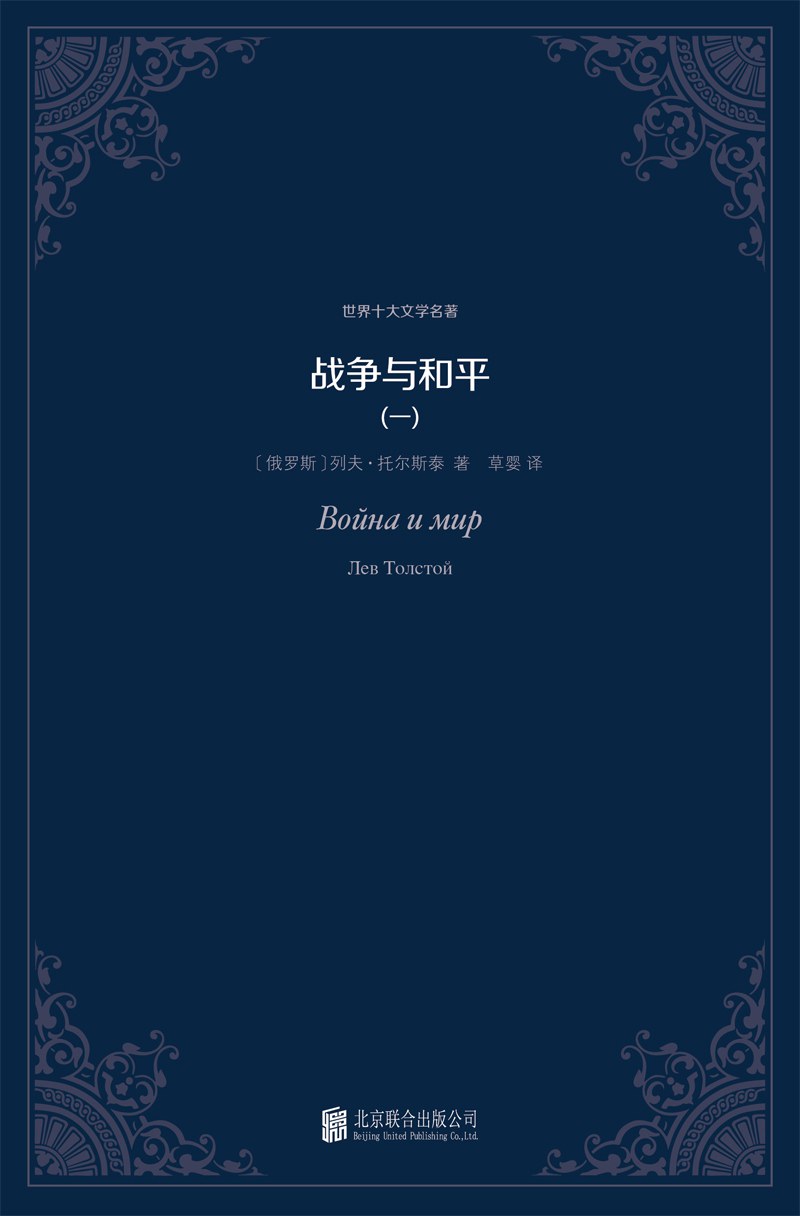 世界十大文学名著
战争与和平
(一)
〔俄罗斯〕列夫·托尔斯泰 著 草婴 译
Война и мир
Лев Толстой
北京联合出版公司
Beijing United Publishing Co.,Ltd.